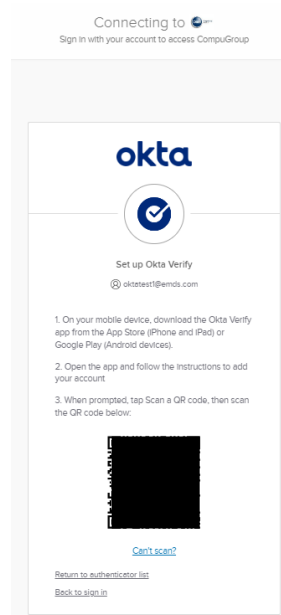 Connecting to
Sign in with your account to access CompuGroup
okta
Set up Okta Verify
oktatest1@emds.com
1. On your mobile device, download the Okta Verify
app from the App Store (iPhone and iPad) or
Google Play (Android devices).
2. Open the app and follow the instructions to add
your account
3. When prompted, tap Scan a QR code, then scan
the QR code below:
Can't scan?
Return to authenticator list
Back to sign in